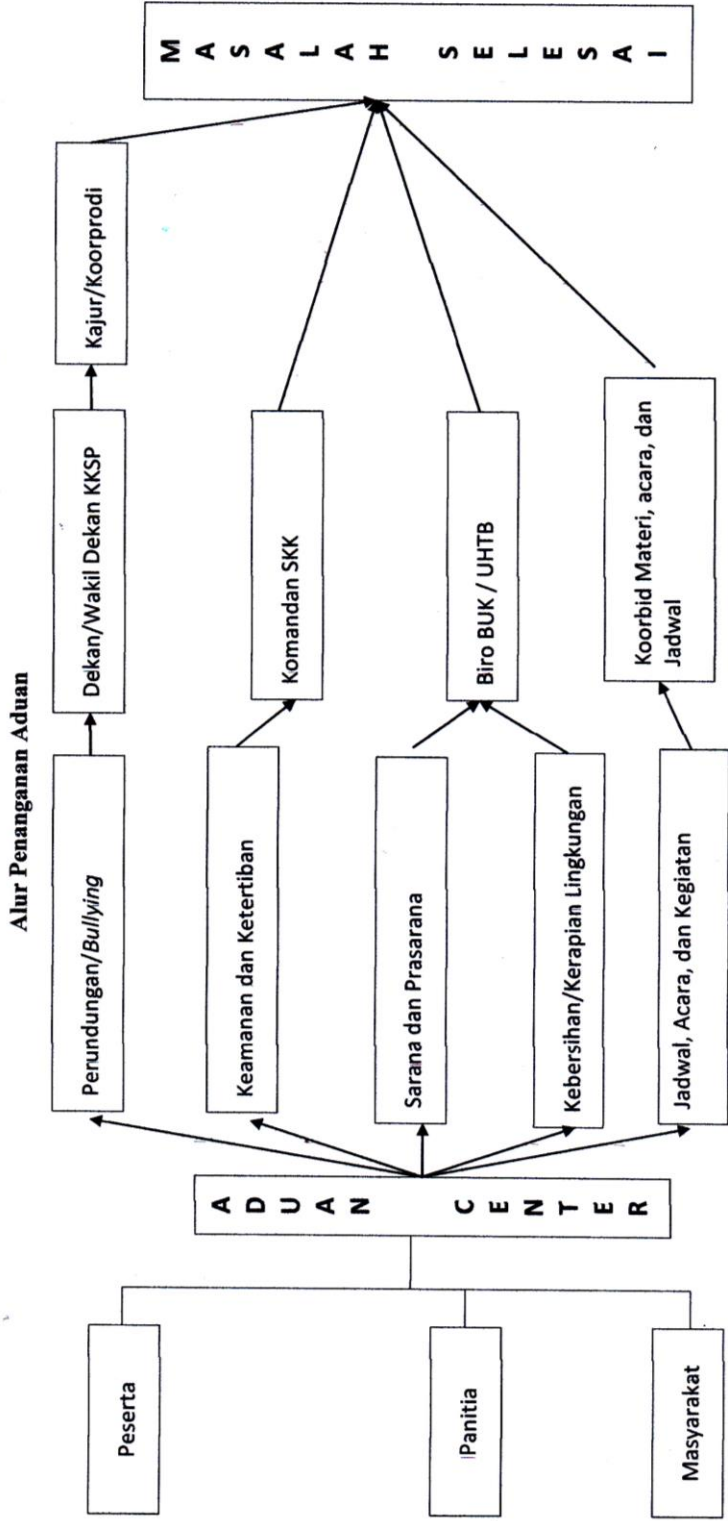 Alur Penanganan Aduan
Peserta
Panitia
Masyarakat
ADUAN CENTER
Perundungan/Bullying
Keamanan dan Ketertiban
Sarana dan Prasarana
Kebersihan/Kerapian Lingkungan
Jadwal, Acara, dan Kegiatan
Dekan/Wakil Dekan KKSP
Komandan SKK
Biro BUK / UHTB
Koorbid Materi, acara, dan
Jadwal
Kajur/Koorprodi
MASALAH SELESAI